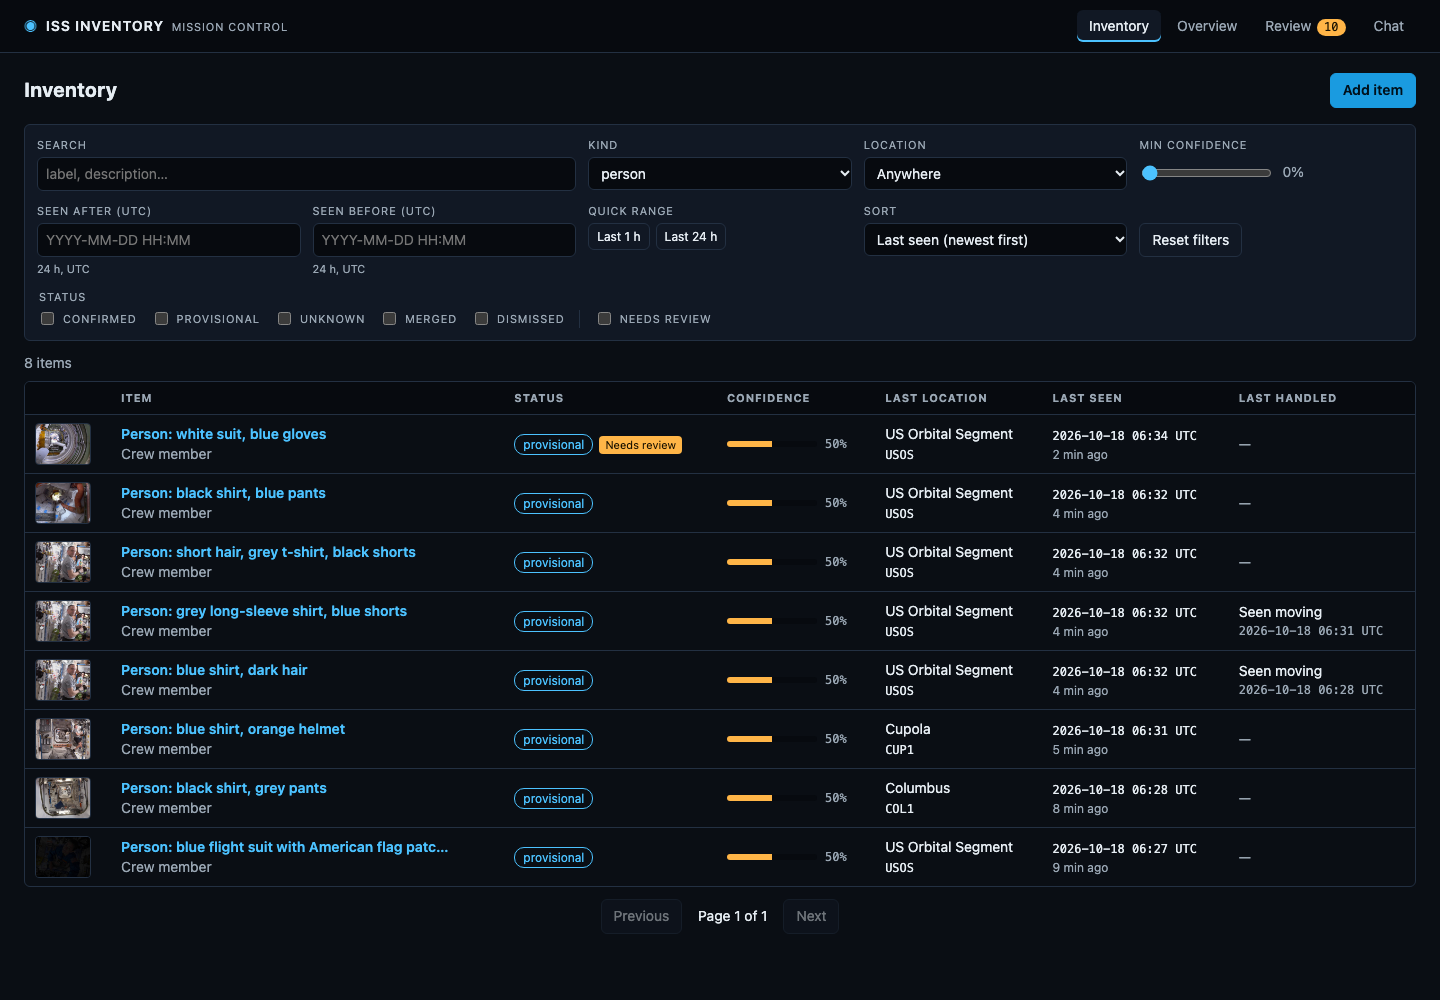 ISS INVENTORY MISSION CONTROL
Inventory Overview Review 10 Chat
Inventory
Add item
SEARCH KIND LOCATION MIN CONFIDENCE
label, description... person Anywhere 0%
SEEN AFTER (UTC) SEEN BEFORE (UTC) QUICK RANGE SORT
YYYY-MM-DD HH:MM YYYY-MM-DD HH:MM Last 1 h Last 24 h Last seen (newest first) Reset filters
24 h, UTC 24 h, UTC
STATUS
CONFIRMED PROVISIONAL UNKNOWN MERGED DISMISSED NEEDS REVIEW
8 items
ITEM STATUS CONFIDENCE LAST LOCATION LAST SEEN LAST HANDLED
Person: white suit, blue gloves provisional Needs review 50% US Orbital Segment 2026-10-18 06:34 UTC —
Crew member USOS 2 min ago
Person: black shirt, blue pants provisional 50% US Orbital Segment 2026-10-18 06:32 UTC —
Crew member USOS 4 min ago
Person: short hair, grey t-shirt, black shorts provisional 50% US Orbital Segment 2026-10-18 06:32 UTC —
Crew member USOS 4 min ago
Person: grey long-sleeve shirt, blue shorts provisional 50% US Orbital Segment 2026-10-18 06:32 UTC Seen moving
Crew member USOS 4 min ago 2026-10-18 06:31 UTC
Person: blue shirt, dark hair provisional 50% US Orbital Segment 2026-10-18 06:32 UTC Seen moving
Crew member USOS 4 min ago 2026-10-18 06:28 UTC
Person: blue shirt, orange helmet provisional 50% Cupola 2026-10-18 06:31 UTC —
Crew member CUP1 5 min ago
Person: black shirt, grey pants provisional 50% Columbus 2026-10-18 06:28 UTC —
Crew member COL1 8 min ago
Person: blue flight suit with American flag patc... provisional 50% US Orbital Segment 2026-10-18 06:27 UTC —
Crew member USOS 9 min ago
Previous Page 1 of 1 Next